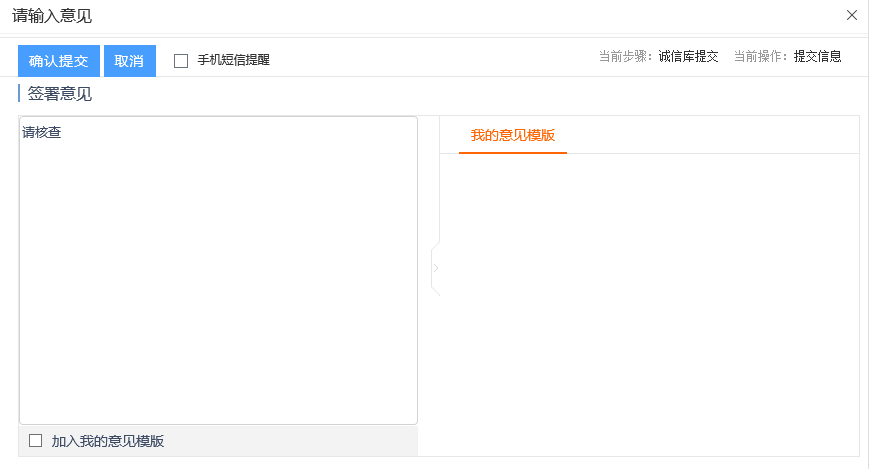 请输入意见
确认提交 取消 手机短信提醒 当前步骤：诚信库提交 当前操作：提交信息
签署意见
请核查
我的意见模版
加入我的意见模版